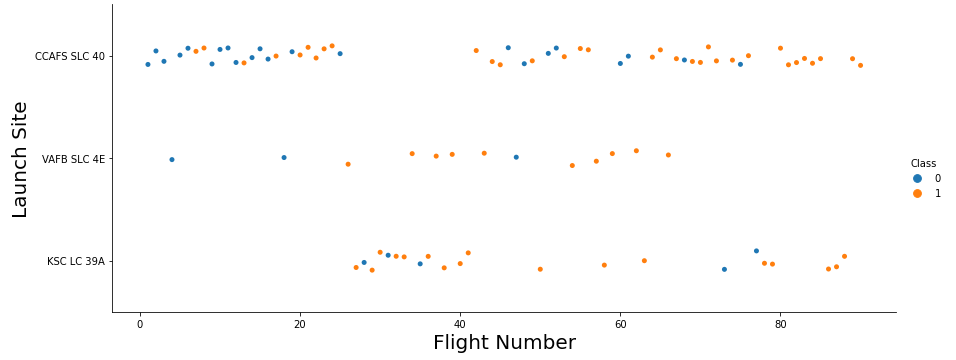 Launch Site
CCAFS SLC 40
VAFB SLC 4E
KSC LC 39A
0 20 40 60 80
Flight Number
Class
0
1